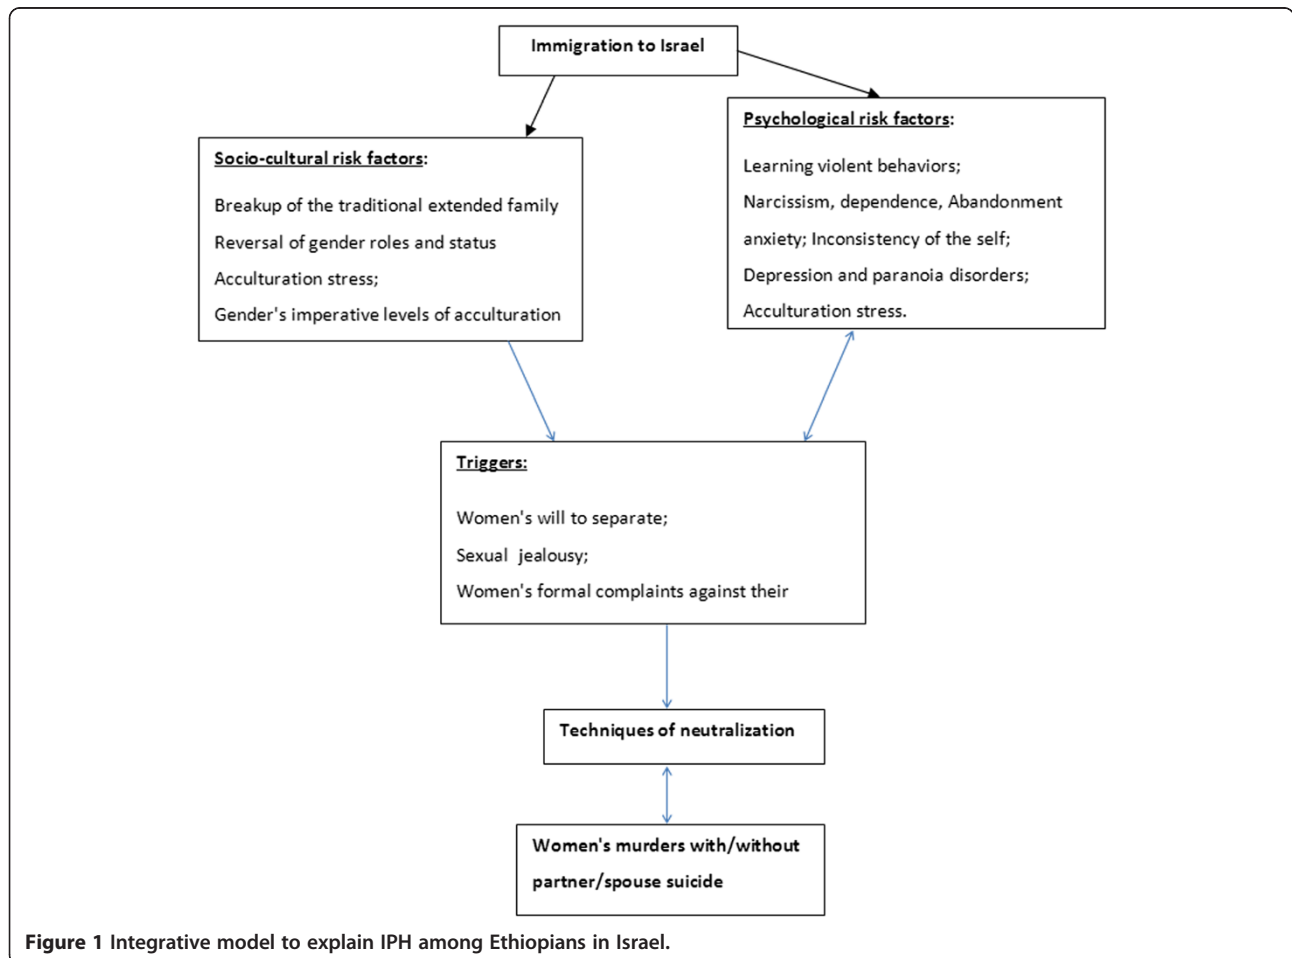 Immigration to Israel
Socio-cultural risk factors:
Breakup of the traditional extended family
Reversal of gender roles and status
Acculturation stress;
Gender's imperative levels of acculturation
Psychological risk factors:
Learning violent behaviors;
Narcissism, dependence, Abandonment
anxiety; Inconsistency of the self;
Depression and paranoia disorders;
Acculturation stress.
Triggers:
Women's will to separate;
Sexual jealousy;
Women's formal complaints against their
Techniques of neutralization
Women's murders with/without
partner/spouse suicide
Figure 1 Integrative model to explain IPH among Ethiopians in Israel.